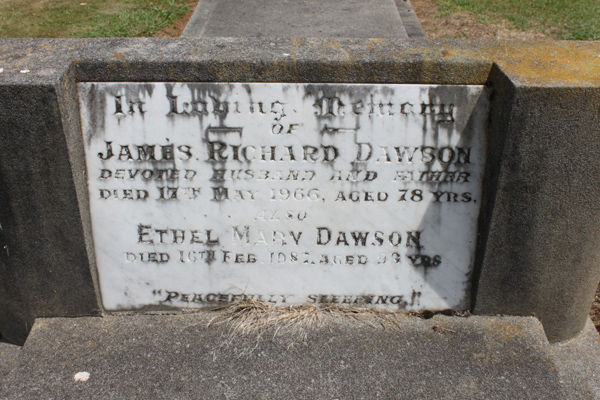 In Loving Memory
OF
JAMES RICHARD DAWSON
DEVOTED HUSBAND AND FATHER
DIED 17TH MAY 1966, AGED 78 YRS.
ALSO
ETHEL MARY DAWSON
DIED 16TH FEB. AGED YRS
"PEACEFULLY SLEEPING."